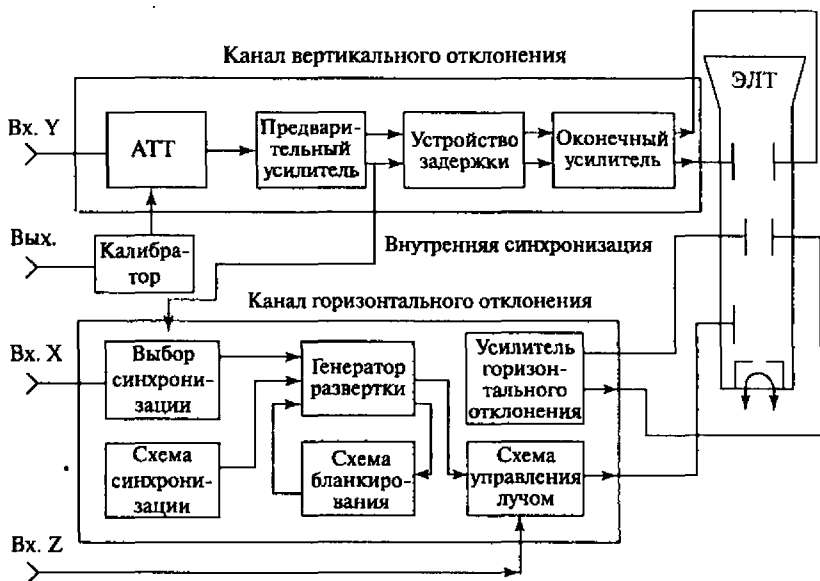 Канал вертикального отклонения
ЭЛТ
Вх. Y
АТТ
Предвари-
тельный
усилитель
Устройство
задержки
Оконечный
усилитель
Вых.
Калибра-
тор
Внутренняя синхронизация
Канал горизонтального отклонения
Вх. X
Выбор
синхрони-
зации
Генератор
развертки
Усилитель
горизон-
тального
отклонения
Схема
синхрони-
зации
Схема
бланкиро-
вания
Схема
управления
лучом
Вх. Z